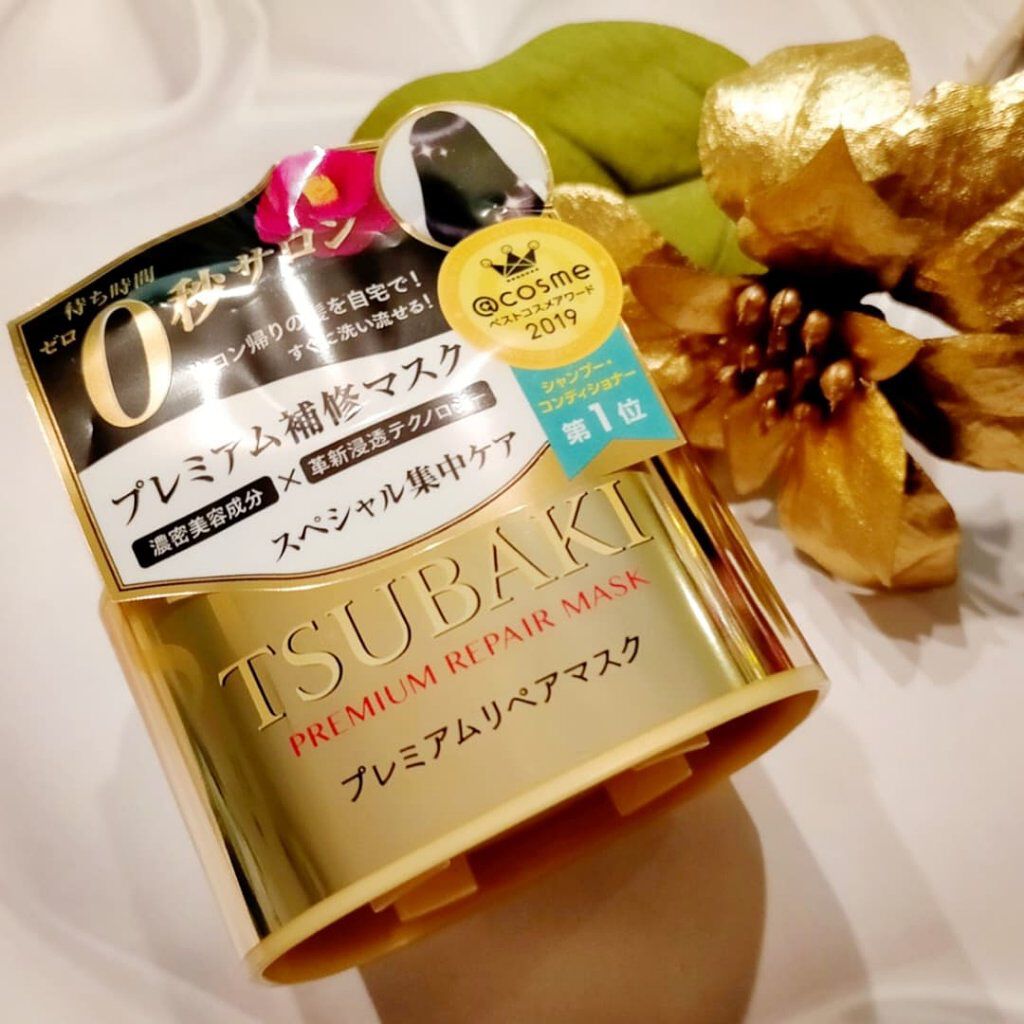 待ち時間
ゼロ
0秒サロン
サロン帰りの髪を自宅で!
すぐに洗い流せる!
@cosme
ベストコスメアワード
2019
シャンプー・
コンディショナー
第1位
プレミアム補修マスク
濃密美容成分×革新浸透テクノロジー
スペシャル集中ケア
TSUBAKI
PREMIUM REPAIR MASK
プレミアムリペアマスク